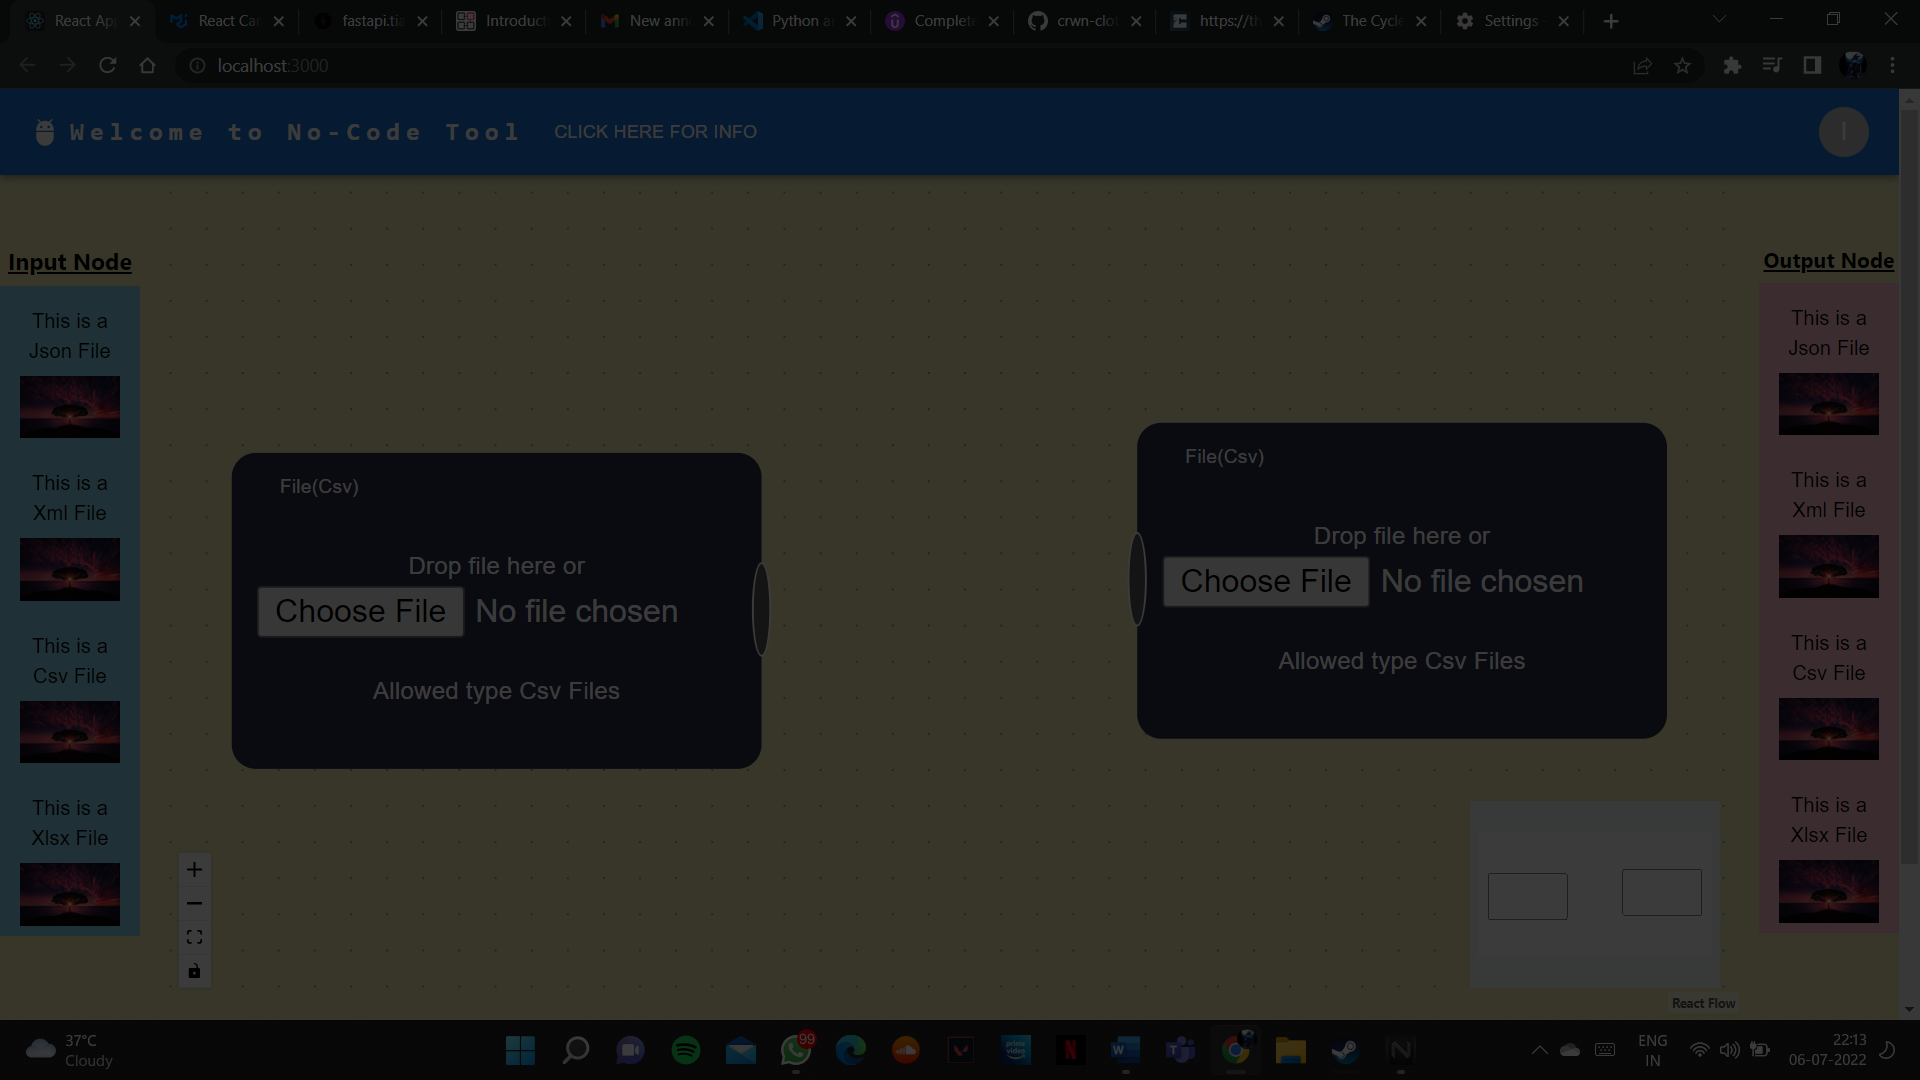 React Ap
React Car
fastapi.tia
Introduct
New ann
Python a
Complete
crwn-clot
https://th
The Cycle
Settings -
localhost:3000
Welcome to No-Code Tool
CLICK HERE FOR INFO
I
Input Node
This is a
Json File
This is a
Xml File
This is a
Csv File
This is a
Xlsx File
File(Csv)
Drop file here or
Choose File No file chosen
Allowed type Csv Files
File(Csv)
Drop file here or
Choose File No file chosen
Allowed type Csv Files
Output Node
This is a
Json File
This is a
Xml File
This is a
Csv File
This is a
Xlsx File
React Flow
37°C
Cloudy
99
prime video
ENG
IN
22:13
06-07-2022